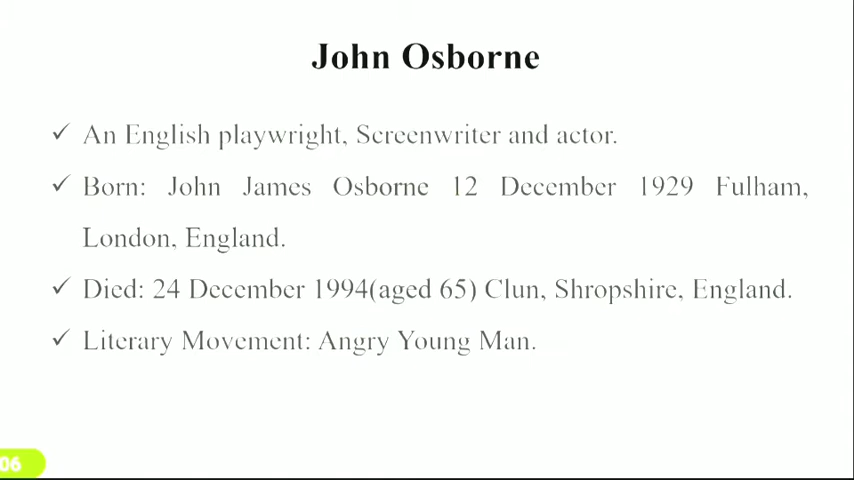 John Osborne
✓ An English playwright, Screenwriter and actor.
✓ Born: John James Osborne 12 December 1929 Fulham,
London, England.
✓ Died: 24 December 1994(aged 65) Clun, Shropshire, England.
✓ Literary Movement: Angry Young Man.
06